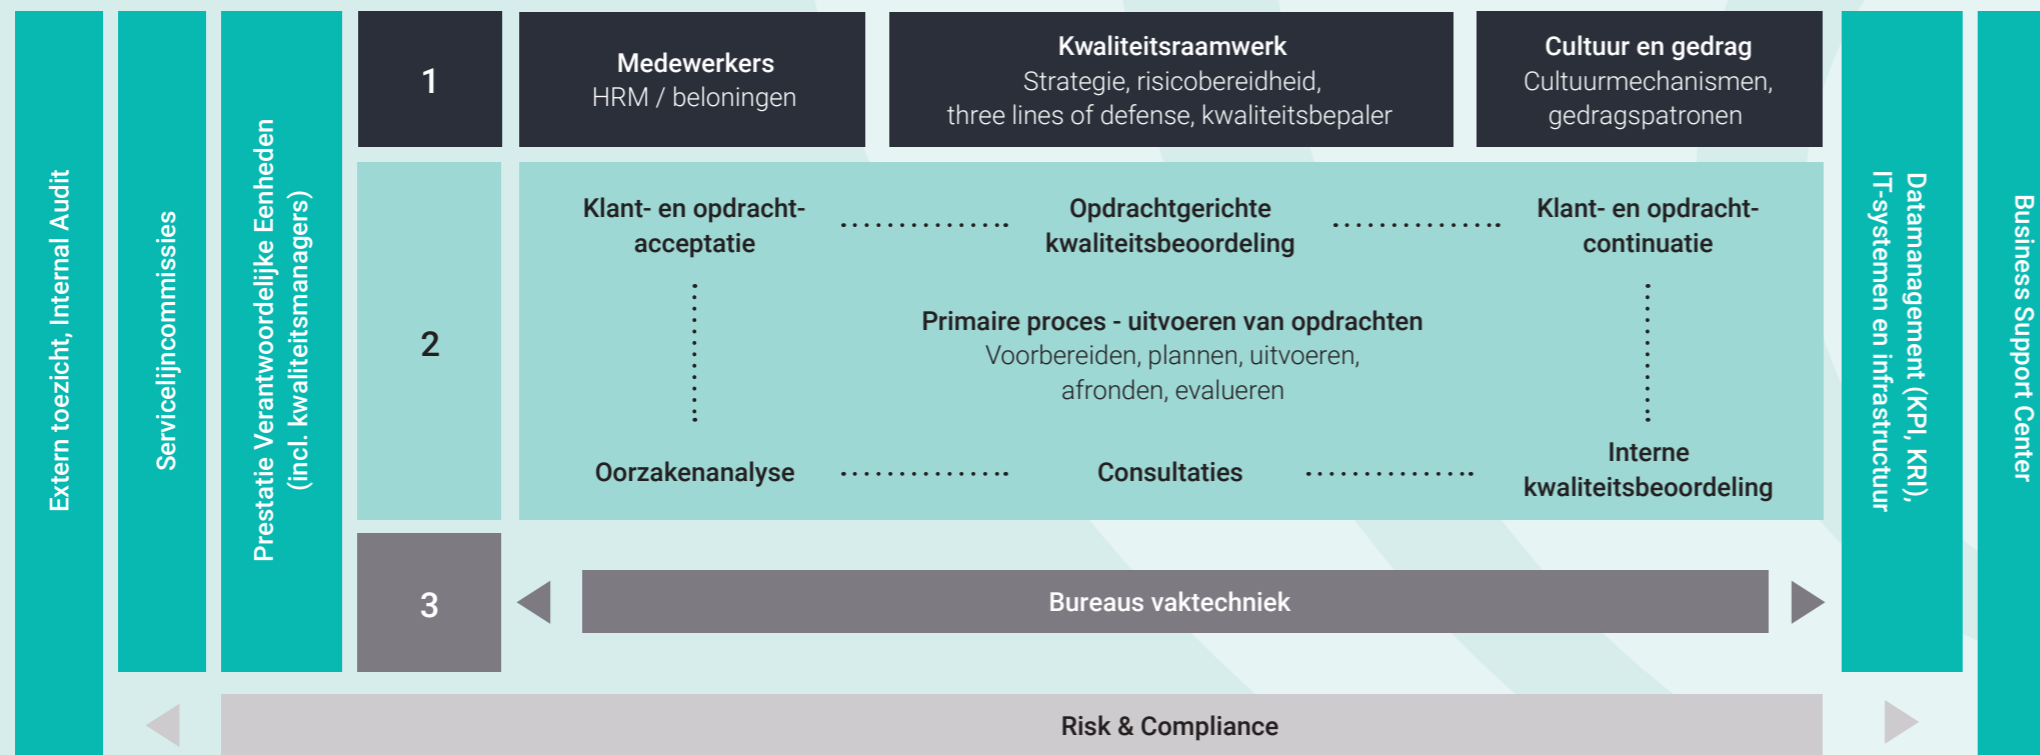 Extern toezicht, Internal Audit
Servicelijncommissies
Prestatie Verantwoordelijke Eenheden
(incl. kwaliteitsmanagers)
1
Medewerkers
HRM / beloningen
Kwaliteitsraamwerk
Strategie, risicobereidheid,
three lines of defense, kwaliteitsbepaler
Cultuur en gedrag
Cultuurmechanismen,
gedragspatronen
2
Klant- en opdracht-
acceptatie
Opdrachtgerichte
kwaliteitsbeoordeling
Klant- en opdracht-
continuatie
Primaire proces - uitvoeren van opdrachten
Voorbereiden, plannen, uitvoeren,
afronden, evalueren
Oorzakenanalyse
Consultaties
Interne
kwaliteitsbeoordeling
3
Bureaus vaktechniek
Datamanagement (KPI, KRI),
IT-systemen en infrastructuur
Business Support Center
Risk & Compliance